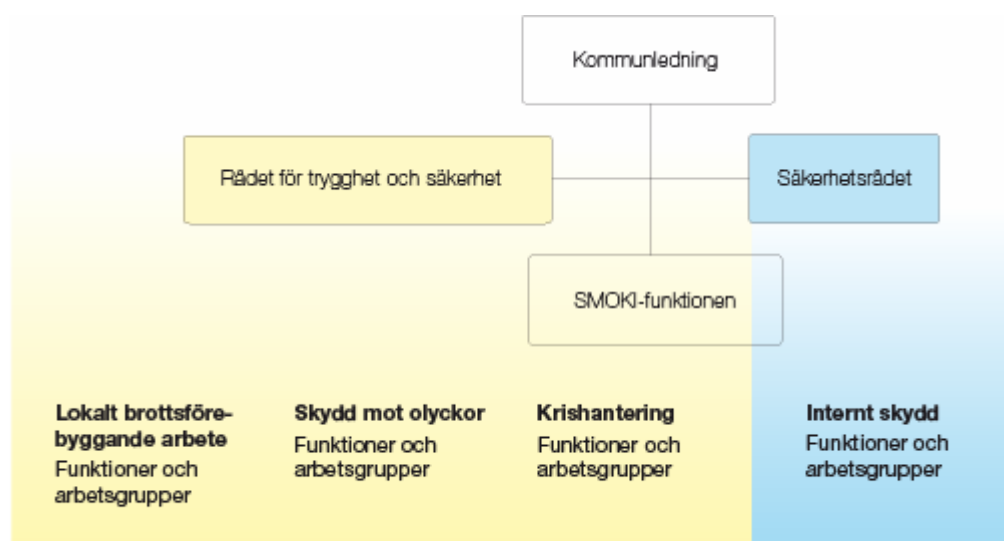 Kommunledning
Rådet för trygghet och säkerhet
Säkerhetsrådet
SMOKI-funktionen
Lokalt brottsföre-
byggande arbete
Funktioner och
arbetsgrupper
Skydd mot olyckor
Funktioner och
arbetsgrupper
Krishantering
Funktioner och
arbetsgrupper
Internt skydd
Funktioner och
arbetsgrupper